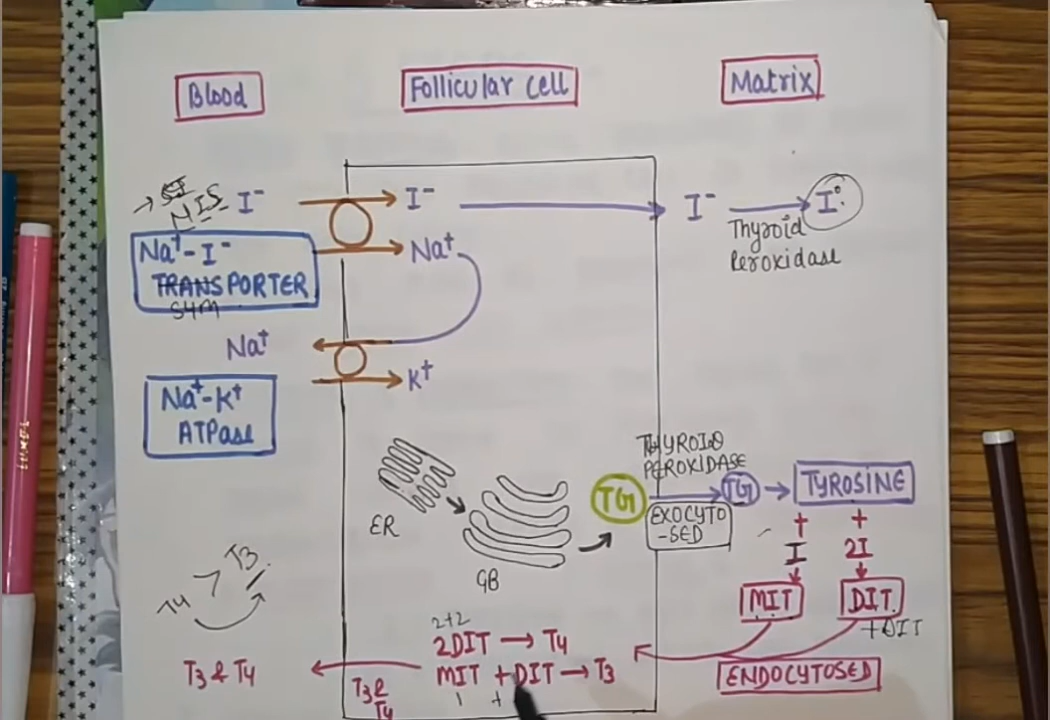 Blood
Follicular Cell
Matrix
→ NIS I⁻
I⁻
I⁻
I°
Thyroid
Peroxidase
Na⁺-I⁻
TRANSPORTER
SYM
Na⁺
Na⁺
K⁺
Na⁺-K⁺
ATPase
ER
GB
TG
THYROID
PEROXIDASE
TG
TYROSINE
EXOCYTO
-SED
+
I
+
2I
MIT
DIT
+DIT
ENDOCYTOSED
T4 > T3
2+2
2DIT → T4
MIT + DIT → T3
1 +
T3 &
T4
T3 & T4